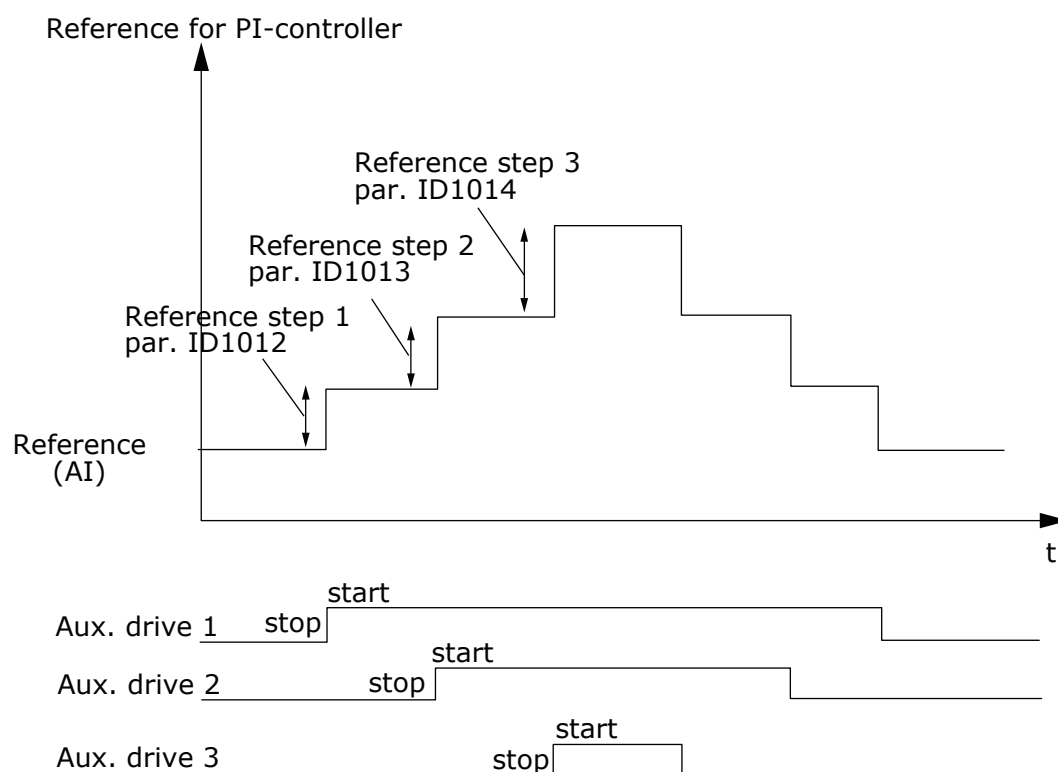 Reference for PI-controller
Reference step 3
par. ID1014
Reference step 2
par. ID1013
Reference step 1
par. ID1012
Reference
(AI)
t
start
Aux. drive 1 stop
start
Aux. drive 2 stop
start
Aux. drive 3 stop